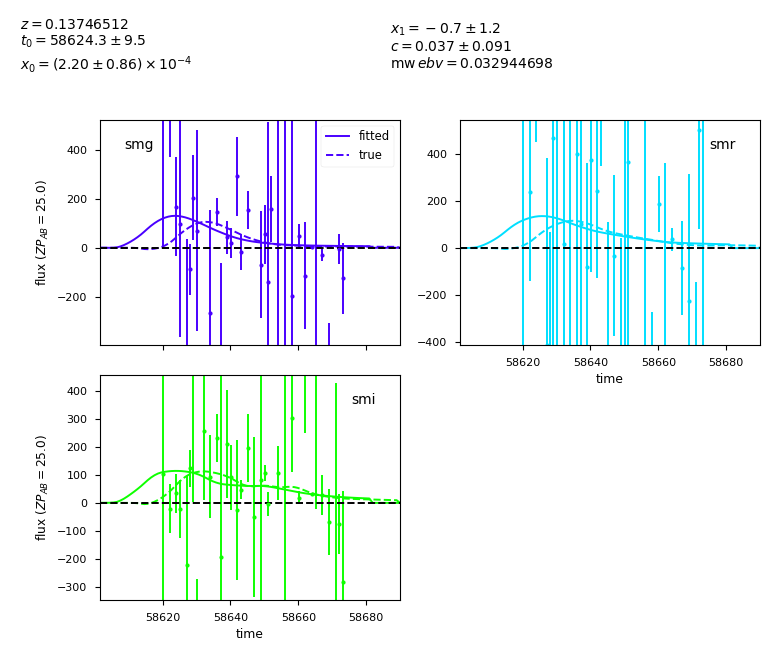 z = 0.13746512
t0 = 58624.3 ± 9.5
x0 = (2.20 ± 0.86) × 10^−4
x1 = −0.7 ± 1.2
c = 0.037 ± 0.091
mwebv = 0.032944698
smg
fitted
true
400
200
0
−200
flux (ZP_AB = 25.0)
smr
400
200
0
−200
−400
58620 58640 58660 58680
time
smi
400
300
200
100
0
−100
−200
−300
flux (ZP_AB = 25.0)
58620 58640 58660 58680
time